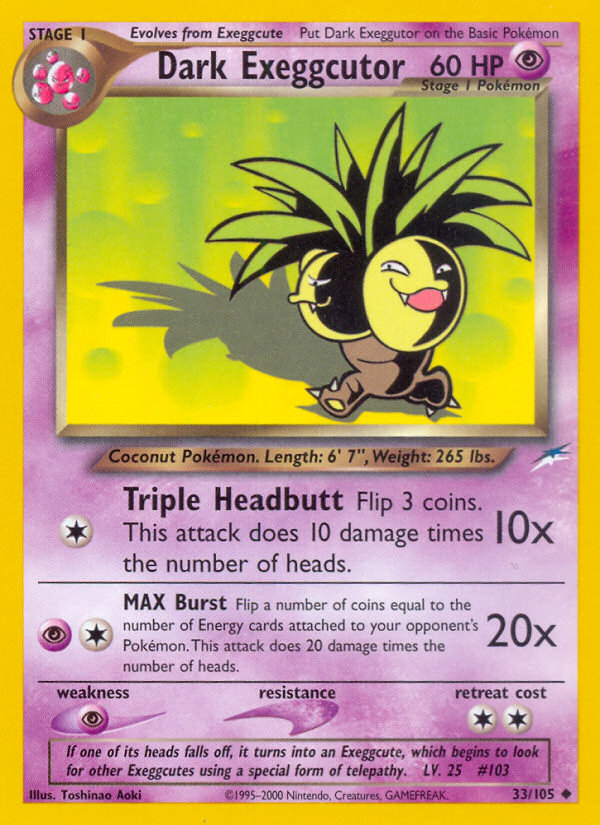 STAGE 1 Evolves from Exeggcute Put Dark Exeggutor on the Basic Pokémon
Dark Exeggcutor 60 HP
Stage 1 Pokémon
Coconut Pokémon. Length: 6' 7", Weight: 265 lbs.
Triple Headbutt Flip 3 coins.
This attack does 10 damage times 10x
the number of heads.
MAX Burst Flip a number of coins equal to the
number of Energy cards attached to your opponent's
Pokémon. This attack does 20 damage times the 20x
number of heads.
weakness resistance retreat cost
If one of its heads falls off, it turns into an Exeggcute, which begins to look
for other Exeggcutes using a special form of telepathy. LV. 25 #103
Illus. Toshinao Aoki ©1995-2000 Nintendo, Creatures, GAMEFREAK. 33/105